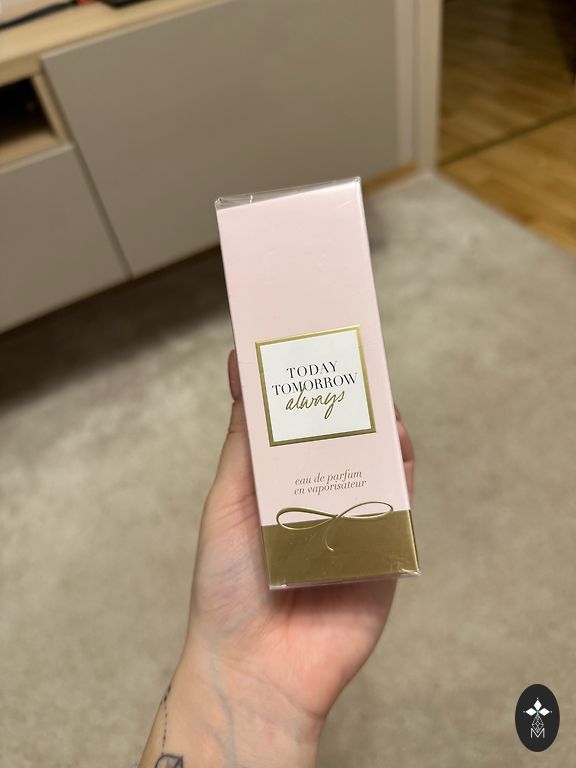 TODAY
TOMORROW
always
eau de parfum
en vaporisateur
M